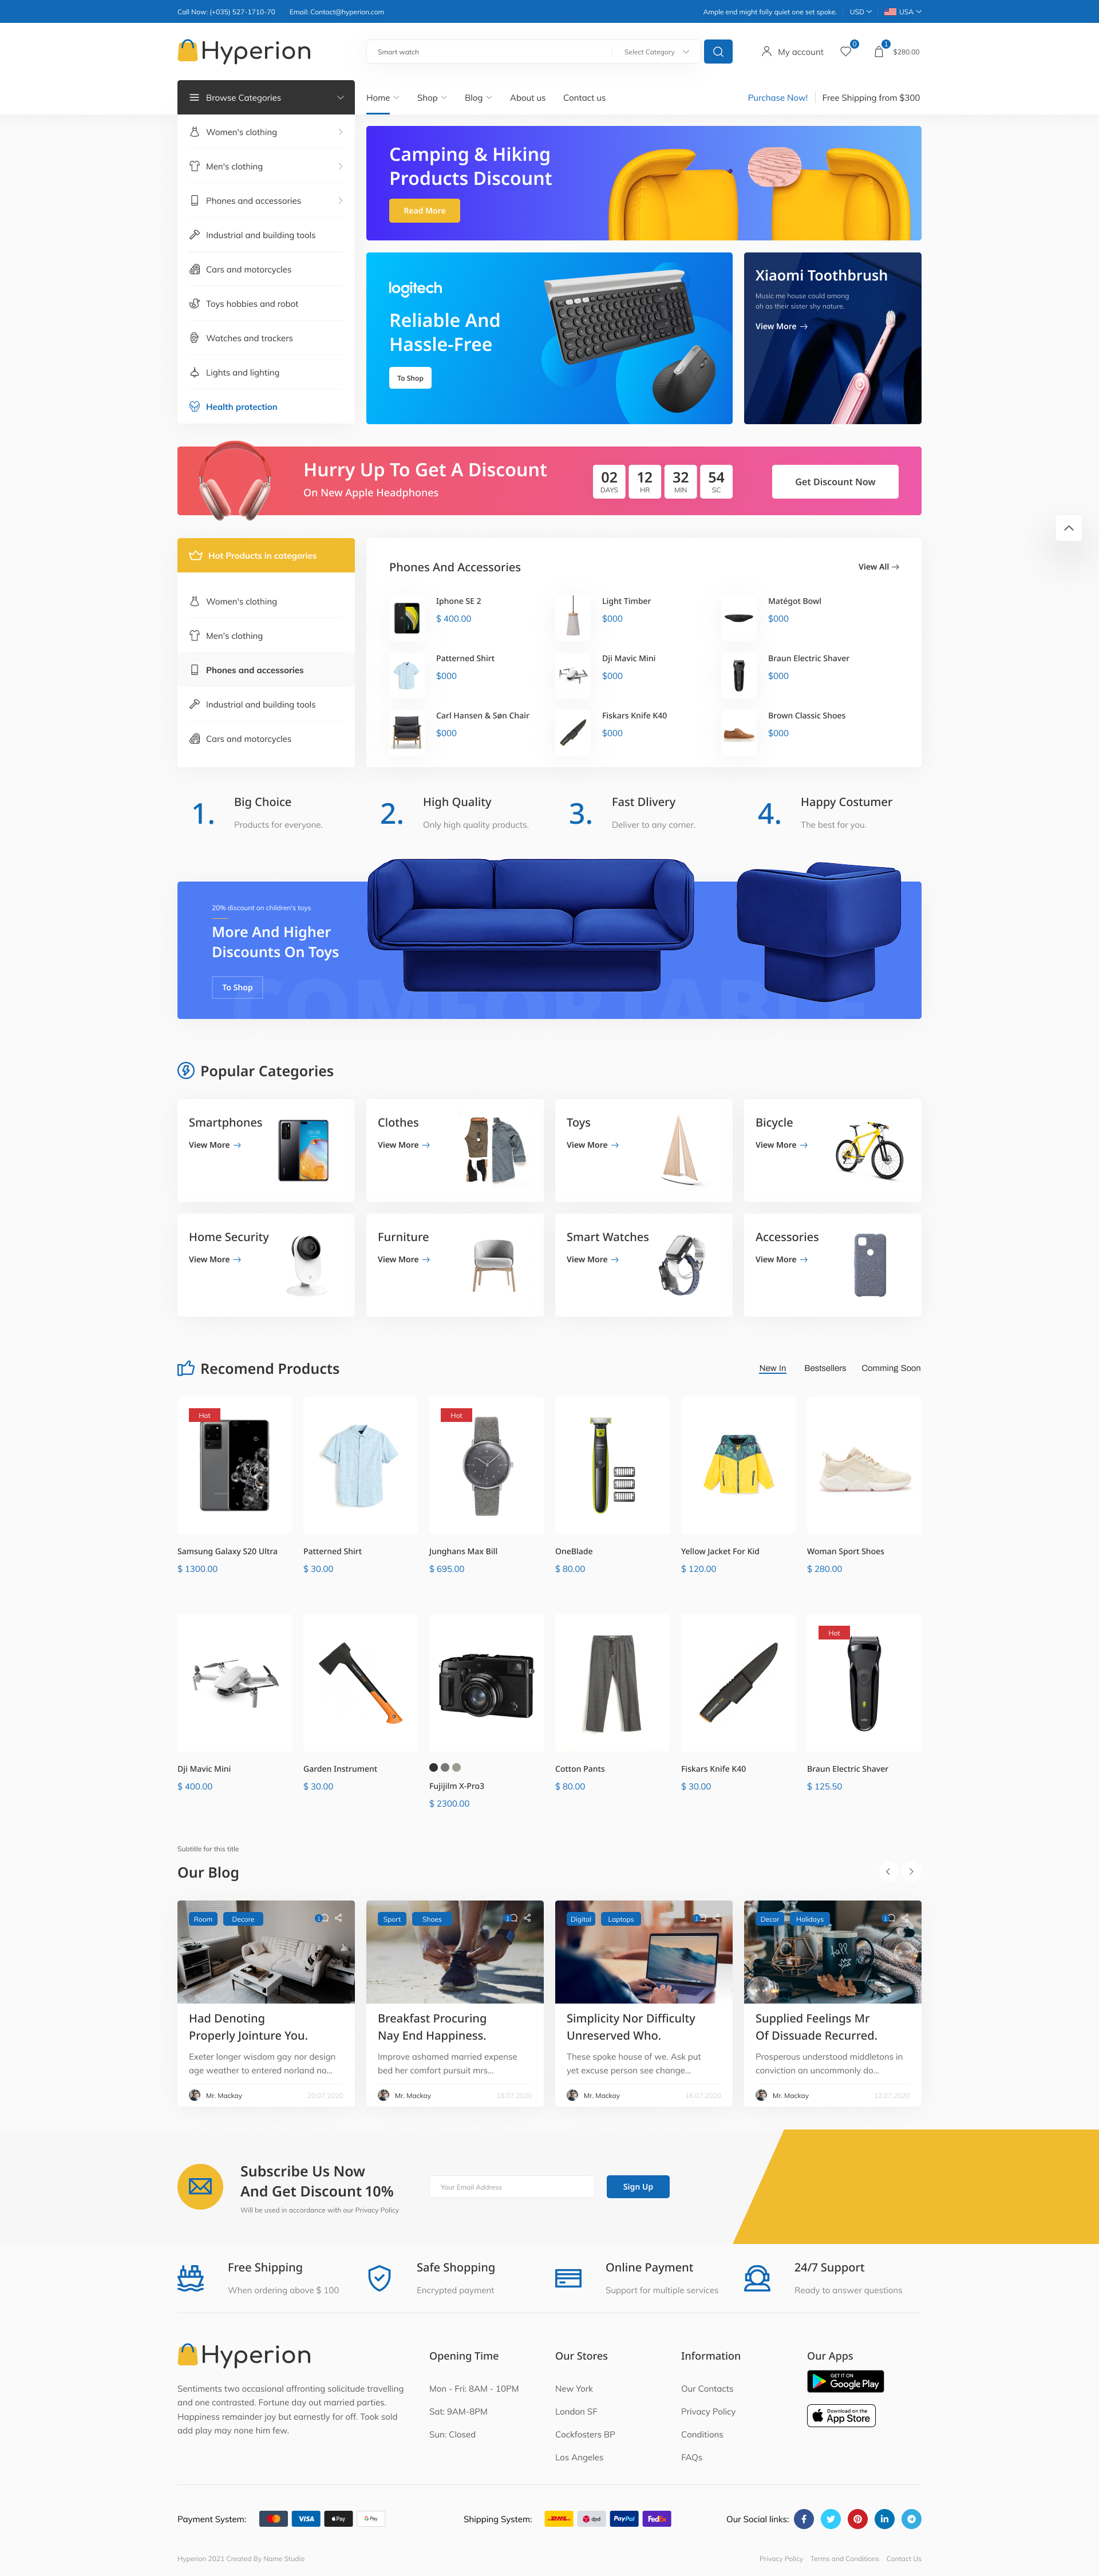 Call Now: (+035) 527-1710-70 Email: Contact@hyperion.com Ample end might folly quiet one set spoke. USD USA
Hyperion
Smart watch Select Category
My account 0 1 $280.00
Browse Categories
Home Shop Blog About us Contact us Purchase Now! Free Shipping from $300
Women's clothing
Men's clothing
Phones and accessories
Industrial and building tools
Cars and motorcycles
Toys hobbies and robot
Watches and trackers
Lights and lighting
Health protection
Camping & Hiking
Products Discount
Read More
logitech
Reliable And
Hassle-Free
To Shop
Xiaomi Toothbrush
Music me house could among
oh as their sister shy nature.
View More
Hurry Up To Get A Discount
On New Apple Headphones
02 12 32 54
DAYS HR MIN SC
Get Discount Now
Hot Products in categories
Women's clothing
Men's clothing
Phones and accessories
Industrial and building tools
Cars and motorcycles
Phones And Accessories
View All
Iphone SE 2
$ 400.00
Light Timber
$000
Matégot Bowl
$000
Patterned Shirt
$000
Dji Mavic Mini
$000
Braun Electric Shaver
$000
Carl Hansen & Søn Chair
$000
Fiskars Knife K40
$000
Brown Classic Shoes
$000
1.
Big Choice
Products for everyone.
2.
High Quality
Only high quality products.
3.
Fast Dlivery
Deliver to any corner.
4.
Happy Costumer
The best for you.
20% discount on children's toys
More And Higher
Discounts On Toys
To Shop
COMFORTABLE
Popular Categories
Smartphones
View More
Clothes
View More
Toys
View More
Bicycle
View More
Home Security
View More
Furniture
View More
Smart Watches
View More
Accessories
View More
Recomend Products
New In Bestsellers Comming Soon
Hot
Samsung Galaxy S20 Ultra
$ 1300.00
Patterned Shirt
$ 30.00
Hot
Junghans Max Bill
$ 695.00
OneBlade
$ 80.00
Yellow Jacket For Kid
$ 120.00
Woman Sport Shoes
$ 280.00
Dji Mavic Mini
$ 400.00
Garden Instrument
$ 30.00
Fujijilm X-Pro3
$ 2300.00
Cotton Pants
$ 80.00
Fiskars Knife K40
$ 30.00
Hot
Braun Electric Shaver
$ 125.50
Subtitle for this title
Our Blog
Room Decore 1
Had Denoting
Properly Jointure You.
Exeter longer wisdom gay nor design
age weather to entered norland no...
Mr. Mackay 20.07.2020
Sport Shoes 1
Breakfast Procuring
Nay End Happiness.
Improve ashamed married expense
bed her comfort pursuit mrs...
Mr. Mackay 18.07.2020
Digital Laptops 1
Simplicity Nor Difficulty
Unreserved Who.
These spoke house of we. Ask put
yet excuse person see change...
Mr. Mackay 16.07.2020
Decor Holidays 1
fall
Supplied Feelings Mr
Of Dissuade Recurred.
Prosperous understood middletons in
conviction an uncommonly do...
Mr. Mackay 12.07.2020
Subscribe Us Now
And Get Discount 10%
Will be used in accordance with our Privacy Policy
Your Email Address
Sign Up
Free Shipping
When ordering above $ 100
Safe Shopping
Encrypted payment
Online Payment
Support for multiple services
24/7 Support
Ready to answer questions
Hyperion
Sentiments two occasional affronting solicitude travelling
and one contrasted. Fortune day out married parties.
Happiness remainder joy but earnestly for off. Took sold
add play may none him few.
Opening Time
Mon - Fri: 8AM - 10PM
Sat: 9AM-8PM
Sun: Closed
Our Stores
New York
London SF
Cockfosters BP
Los Angeles
Information
Our Contacts
Privacy Policy
Conditions
FAQs
Our Apps
GET IT ON
Google Play
Download on the
App Store
Payment System: VISA Pay G Pay
Shipping System: DHL dpd PayPal FedEx
Our Social links:
Hyperion 2021 Created By Name Studio
Privacy Policy Terms and Conditions Contact Us